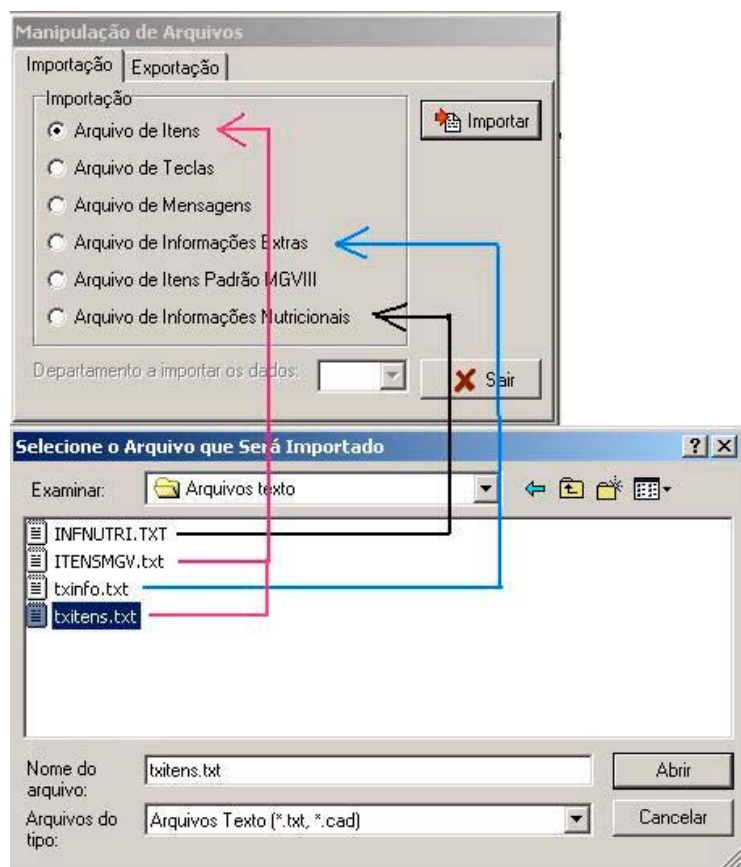 Manipulação de Arquivos
Importação Exportação
Importação
Arquivo de Itens
Importar
Arquivo de Teclas
Arquivo de Mensagens
Arquivo de Informações Extras
Arquivo de Itens Padrão MGVIII
Arquivo de Informações Nutricionais
Departamento a importar os dados:
Sair
Selecione o Arquivo que Será Importado
Examinar: Arquivos texto
INFNUTRI.TXT
ITENSMGV.txt
txinfo.txt
txitens.txt
Nome do arquivo: txitens.txt Abrir
Arquivos do tipo: Arquivos Texto (*.txt, *.cad) Cancelar